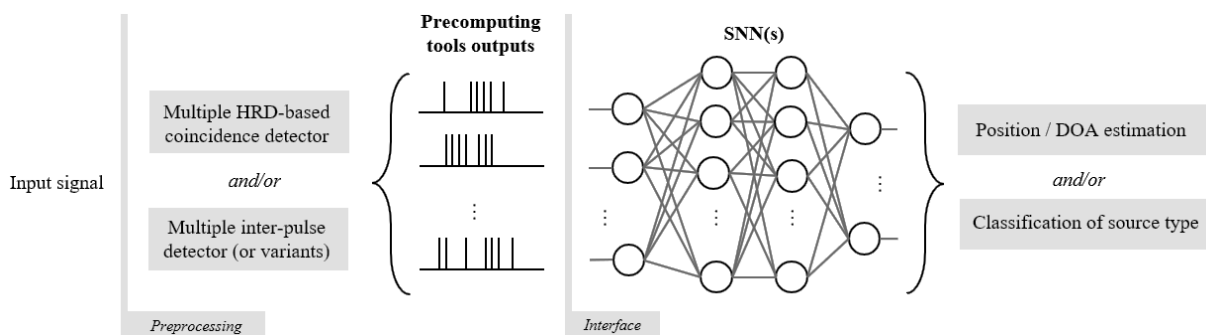 Input signal
Multiple HRD-based
coincidence detector
and/or
Multiple inter-pulse
detector (or variants)
Preprocessing
Precomputing
tools outputs
...
SNN(s)
...
...
...
...
Interface
Position / DOA estimation
and/or
Classification of source type